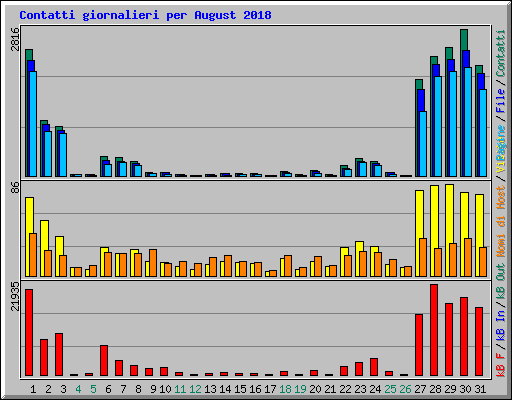 Contatti giornalieri per August 2018
2816
86
21935
kB F / kB In / kB Out Nomi di Host / V. Pagine / File / Contatti
1 2 3 4 5 6 7 8 9 10 11 12 13 14 15 16 17 18 19 20 21 22 23 24 25 26 27 28 29 30 31